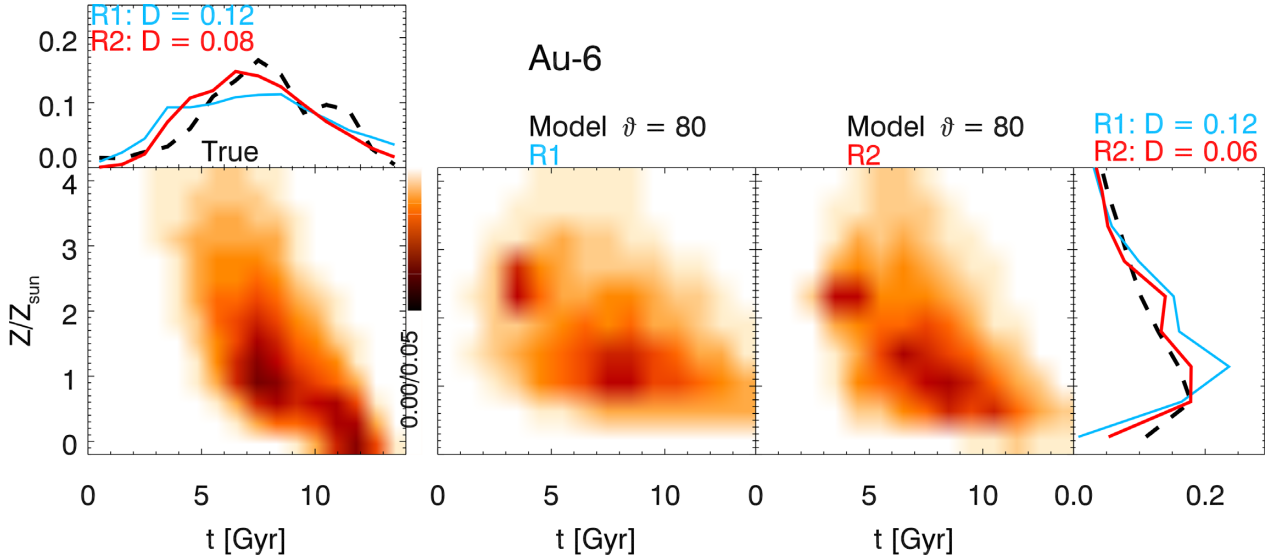 R1: D = 0.12
R2: D = 0.08
0.2
0.1
0.0
True
Au-6
Model ϑ = 80
R1
Model ϑ = 80
R2
R1: D = 0.12
R2: D = 0.06
4
3
2
1
0
Z/Z_sun
0.00/0.05
0 5 10
0 5 10
0 5 10
0.0 0.2
t [Gyr]
t [Gyr]
t [Gyr]